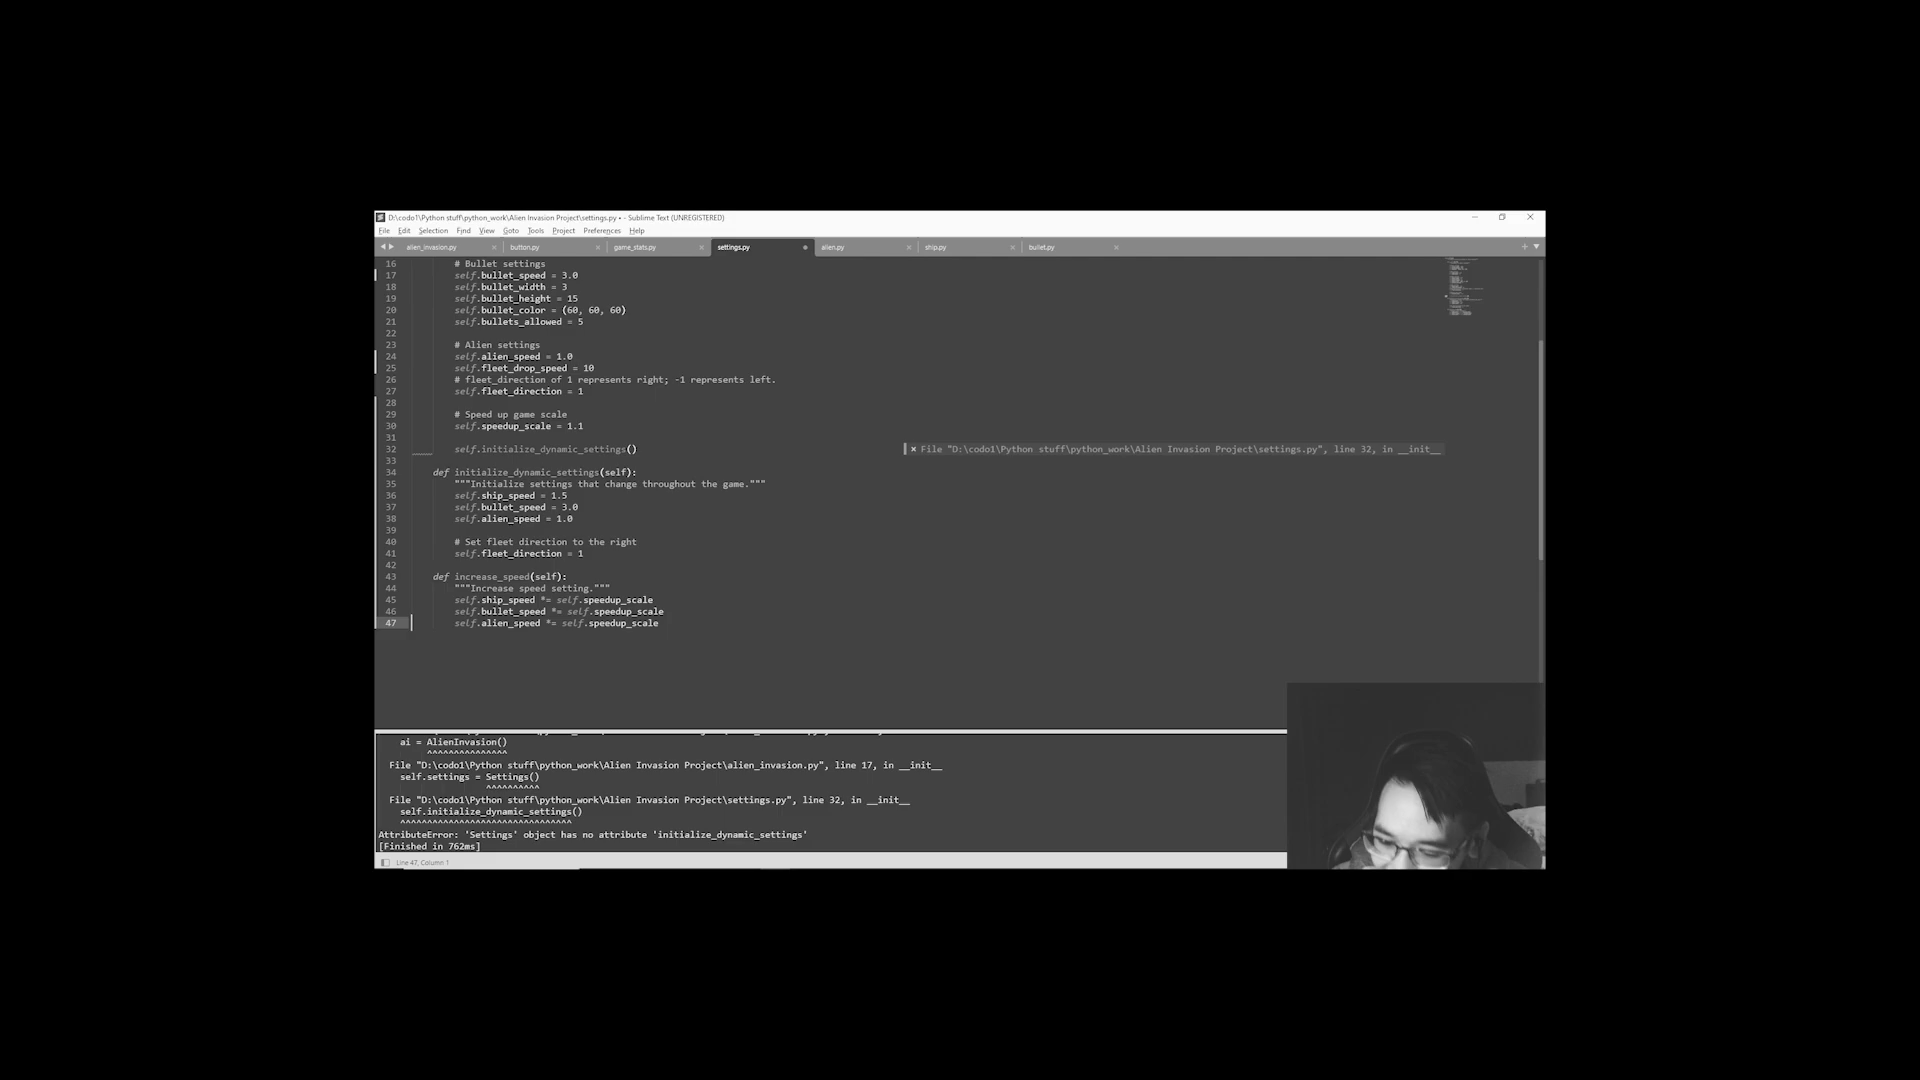 D:\codo1\Python stuff\python_work\Alien Invasion Project\settings.py • - Sublime Text (UNREGISTERED)
File Edit Selection Find View Goto Tools Project Preferences Help
alien_invasion.py button.py game_stats.py settings.py alien.py ship.py bullet.py
16 # Bullet settings
17 self.bullet_speed = 3.0
18 self.bullet_width = 3
19 self.bullet_height = 15
20 self.bullet_color = (60, 60, 60)
21 self.bullets_allowed = 5
22
23 # Alien settings
24 self.alien_speed = 1.0
25 self.fleet_drop_speed = 10
26 # fleet_direction of 1 represents right; -1 represents left.
27 self.fleet_direction = 1
28
29 # Speed up game scale
30 self.speedup_scale = 1.1
31
32 self.initialize_dynamic_settings() × File "D:\codo1\Python stuff\python_work\Alien Invasion Project\settings.py", line 32, in __init__
33
34 def initialize_dynamic_settings(self):
35 """Initialize settings that change throughout the game."""
36 self.ship_speed = 1.5
37 self.bullet_speed = 3.0
38 self.alien_speed = 1.0
39
40 # Set fleet direction to the right
41 self.fleet_direction = 1
42
43 def increase_speed(self):
44 """Increase speed setting."""
45 self.ship_speed *= self.speedup_scale
46 self.bullet_speed *= self.speedup_scale
47 self.alien_speed *= self.speedup_scale
ai = AlienInvasion()
^^^^^^^^^^^^^^^
File "D:\codo1\Python stuff\python_work\Alien Invasion Project\alien_invasion.py", line 17, in __init__
self.settings = Settings()
^^^^^^^^^^
File "D:\codo1\Python stuff\python_work\Alien Invasion Project\settings.py", line 32, in __init__
self.initialize_dynamic_settings()
^^^^^^^^^^^^^^^^^^^^^^^^^^^^^^^^
AttributeError: 'Settings' object has no attribute 'initialize_dynamic_settings'
[Finished in 762ms]
Line 47, Column 1